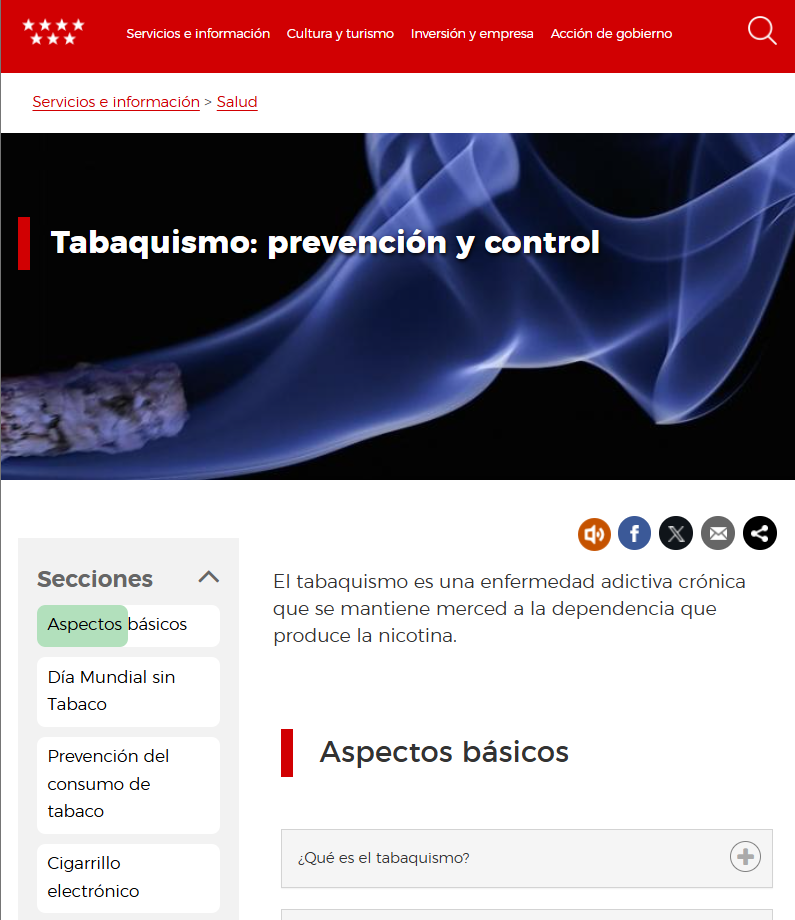 Servicios e información Cultura y turismo Inversión y empresa Acción de gobierno
Servicios e información > Salud
Tabaquismo: prevención y control
El tabaquismo es una enfermedad adictiva crónica
que se mantiene merced a la dependencia que
produce la nicotina.
Secciones
Aspectos básicos
Día Mundial sin
Tabaco
Prevención del
consumo de
tabaco
Cigarrillo
electrónico
Aspectos básicos
¿Qué es el tabaquismo?